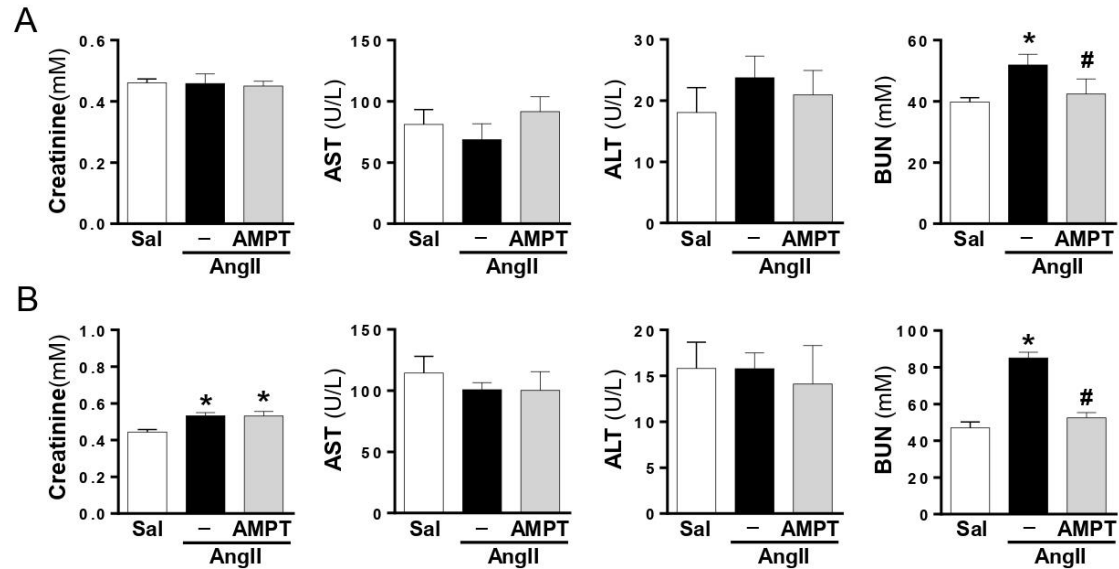 A
Creatinine(mM)
0.6
0.4
0.2
0.0
Sal – AMPT
AngII
AST (U/L)
150
100
50
0
Sal – AMPT
AngII
ALT (U/L)
30
20
10
0
Sal – AMPT
AngII
BUN (mM)
60
40
20
0
* #
Sal – AMPT
AngII
B
Creatinine(mM)
1.0
0.8
0.6
0.4
0.2
0.0
* *
Sal – AMPT
AngII
AST (U/L)
150
100
50
0
Sal – AMPT
AngII
ALT (U/L)
20
15
10
5
0
Sal – AMPT
AngII
BUN (mM)
100
80
60
40
20
0
* #
Sal – AMPT
AngII